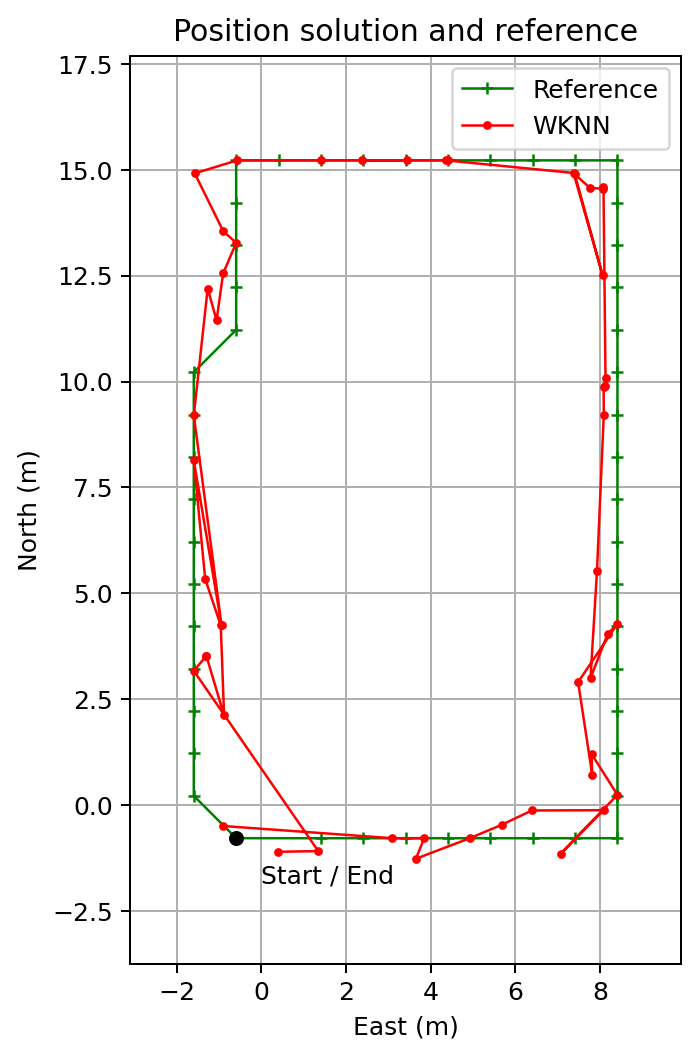 Position solution and reference
17.5
15.0
12.5
10.0
7.5
5.0
2.5
0.0
−2.5
North (m)
Reference
WKNN
Start / End
−2 0 2 4 6 8
East (m)